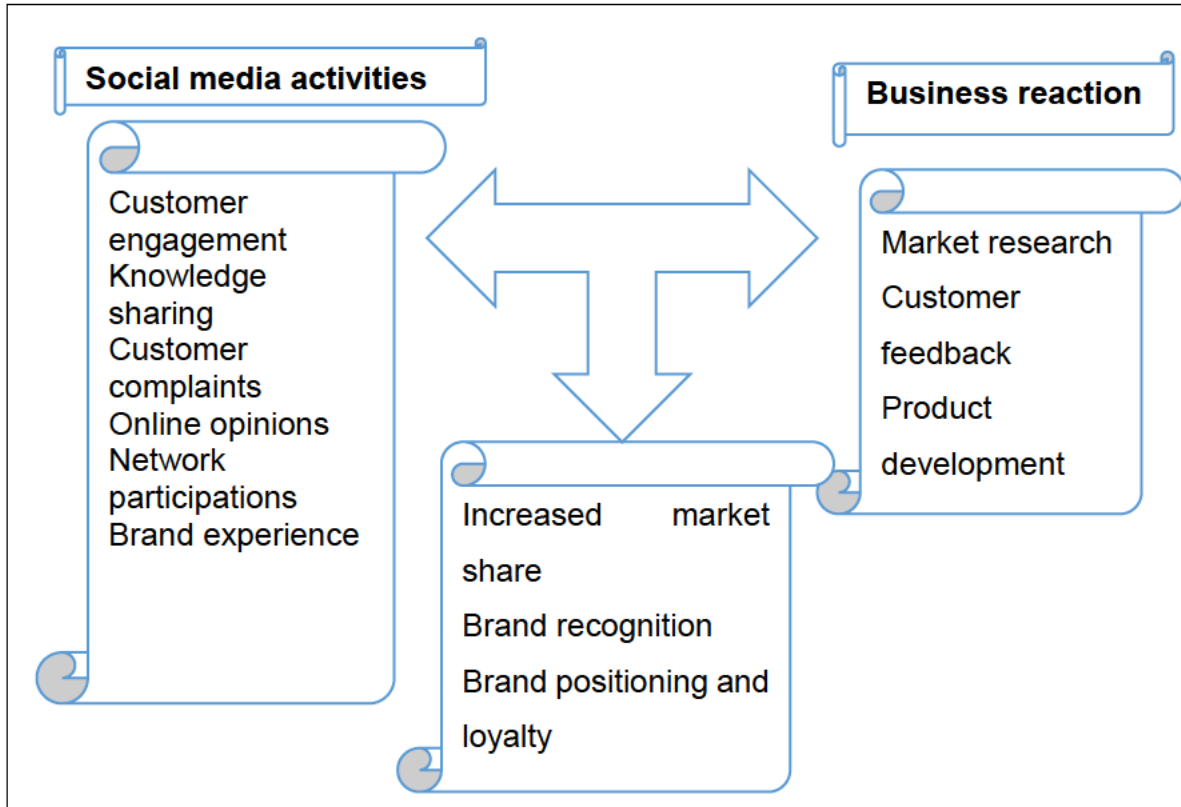 Social media activities
Customer
engagement
Knowledge
sharing
Customer
complaints
Online opinions
Network
participations
Brand experience
Business reaction
Market research
Customer
feedback
Product
development
Increased market
share
Brand recognition
Brand positioning and
loyalty